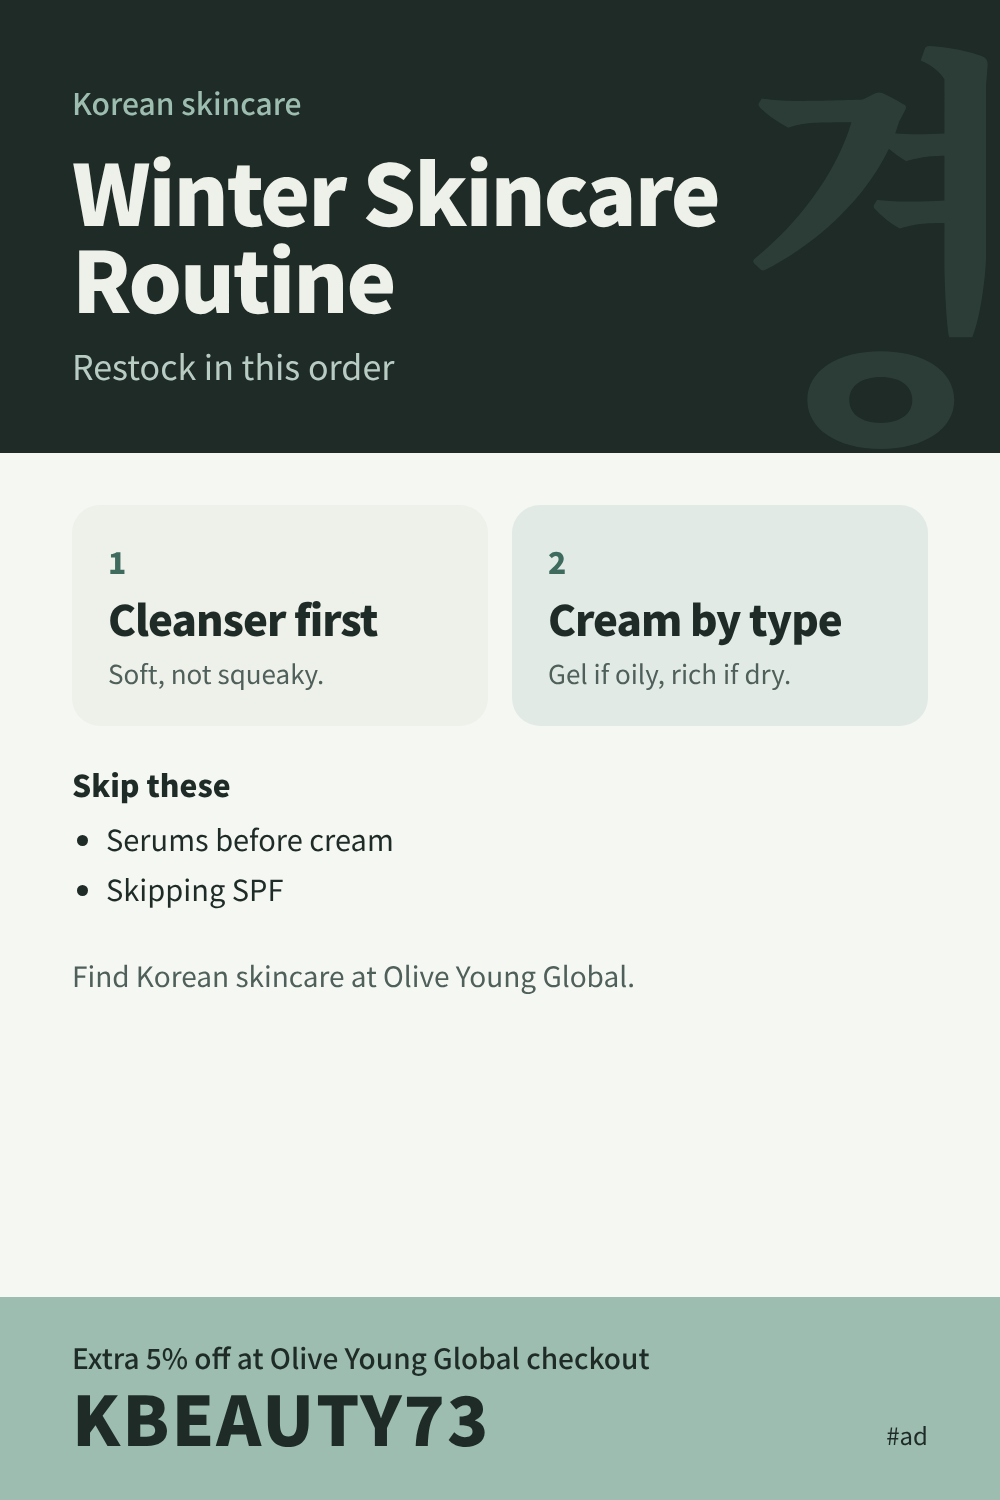 Korean skincare
경
Winter Skincare
Routine
Restock in this order
1
Cleanser first
Soft, not squeaky.
2
Cream by type
Gel if oily, rich if dry.
Skip these
• Serums before cream
• Skipping SPF
Find Korean skincare at Olive Young Global.
Extra 5% off at Olive Young Global checkout
KBEAUTY73
#ad